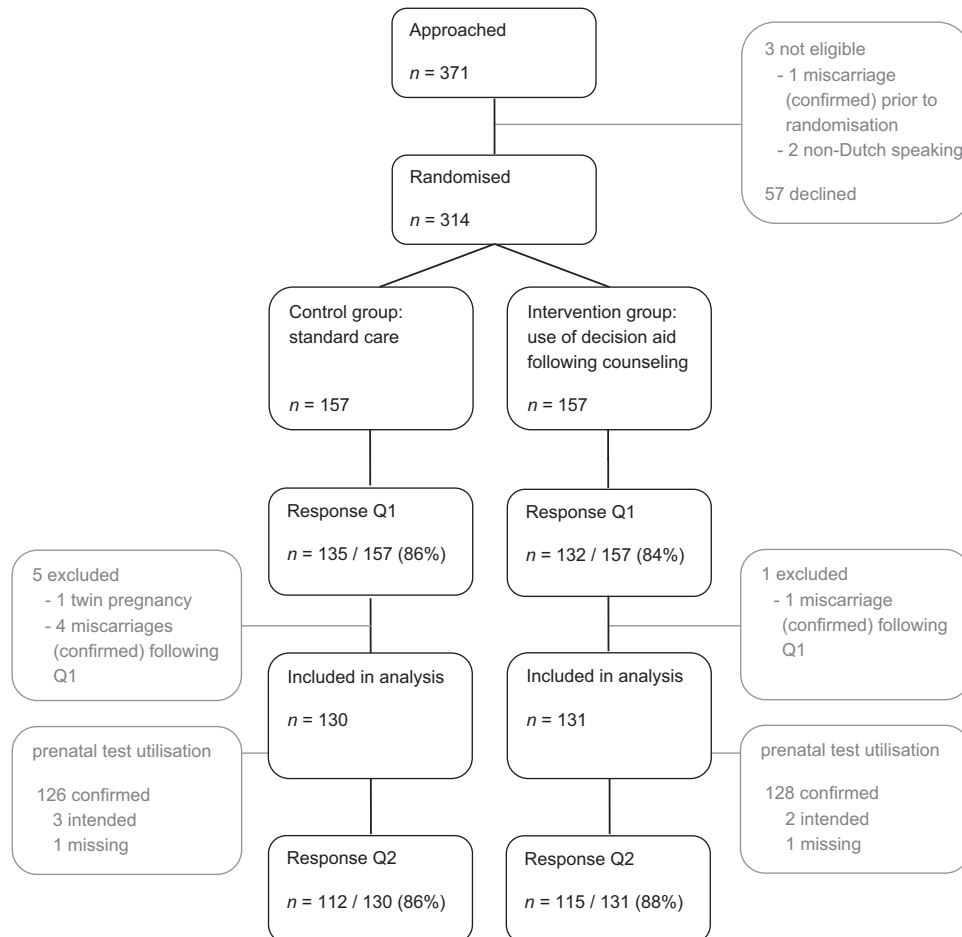 Approached
n = 371
3 not eligible
- 1 miscarriage
(confirmed) prior to
randomisation
- 2 non-Dutch speaking
57 declined
Randomised
n = 314
Control group:
standard care
n = 157
Intervention group:
use of decision aid
following counseling
n = 157
Response Q1
n = 135 / 157 (86%)
Response Q1
n = 132 / 157 (84%)
5 excluded
- 1 twin pregnancy
- 4 miscarriages
(confirmed) following
Q1
1 excluded
- 1 miscarriage
(confirmed) following
Q1
Included in analysis
n = 130
Included in analysis
n = 131
prenatal test utilisation
126 confirmed
3 intended
1 missing
prenatal test utilisation
128 confirmed
2 intended
1 missing
Response Q2
n = 112 / 130 (86%)
Response Q2
n = 115 / 131 (88%)